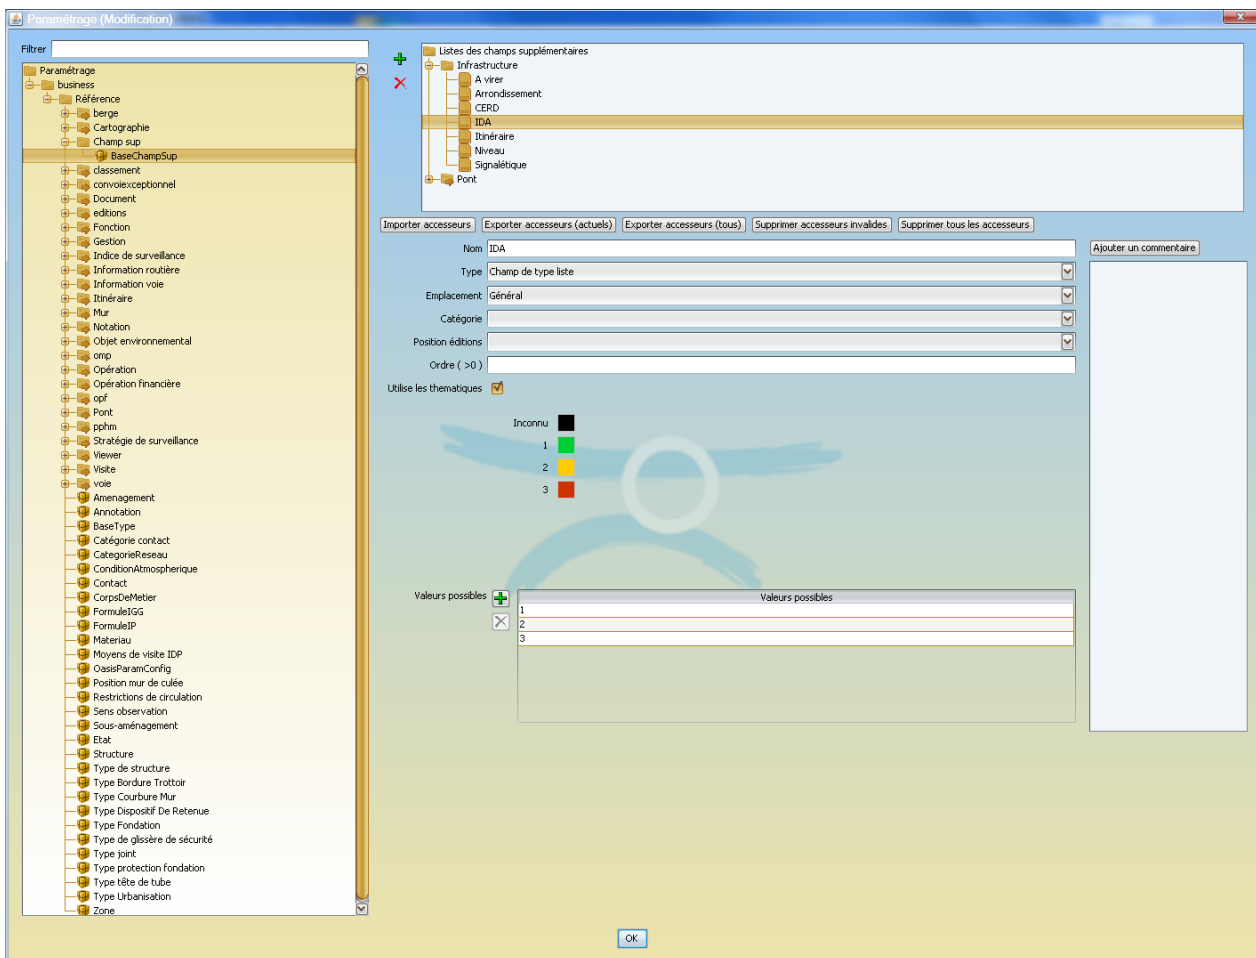 Paramétrage (Modification)
Filtrer
Paramétrage
business
Référence
berge
Cartographie
Champ sup
BaseChampSup
classement
convoiexceptionnel
Document
editions
Fonction
Gestion
Indice de surveillance
Information routière
Information voie
Itinéraire
Mur
Notation
Objet environnemental
omp
Opération
Opération financière
opf
Pont
pphm
Stratégie de surveillance
Viewer
Visite
voie
Amenagement
Annotation
BaseType
Catégorie contact
CategorieReseau
ConditionAtmospherique
Contact
CorpsDeMetier
FormuleIGG
FormuleIP
Materiau
Moyens de visite IDP
OasisParamConfig
Position mur de culée
Restrictions de circulation
Sens observation
Sous-aménagement
Etat
Structure
Type de structure
Type Bordure Trottoir
Type Courbure Mur
Type Dispositif De Retenue
Type Fondation
Type de glissère de sécurité
Type joint
Type protection fondation
Type tête de tube
Type Urbanisation
Zone
Listes des champs supplémentaires
Infrastructure
A virer
Arrondissement
CERD
IDA
Itinéraire
Niveau
Signalétique
Pont
Importer accesseurs Exporter accesseurs (actuels) Exporter accesseurs (tous) Supprimer accesseurs invalides Supprimer tous les accesseurs
Nom IDA
Type Champ de type liste
Emplacement Général
Catégorie
Position éditions
Ordre ( >0 )
Utilise les thematiques
Inconnu
1
2
3
Valeurs possibles
Valeurs possibles
1
2
3
Ajouter un commentaire
OK